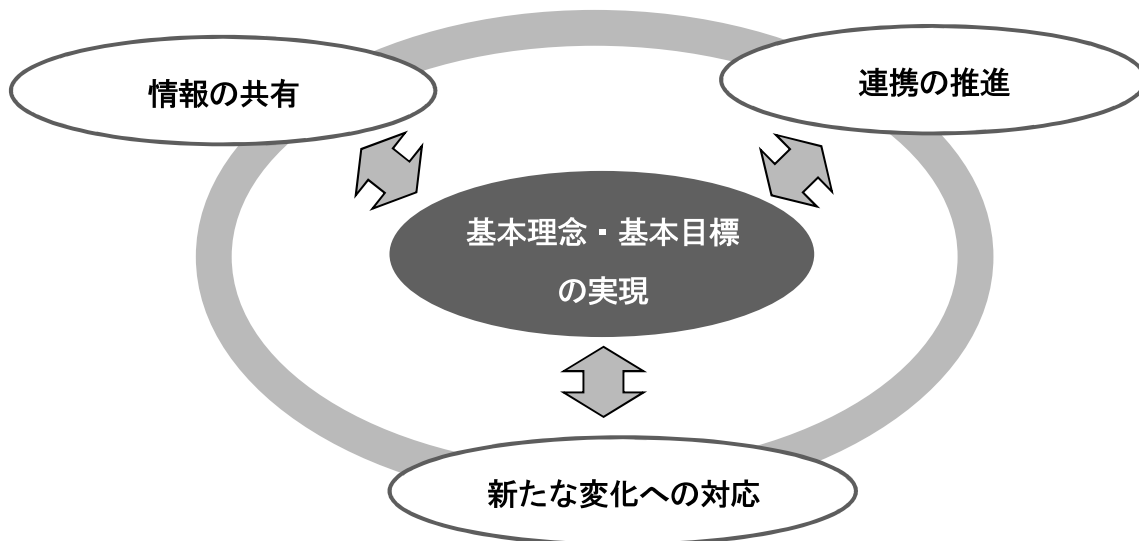 情報の共有
連携の推進
基本理念・基本目標
の実現
新たな変化への対応